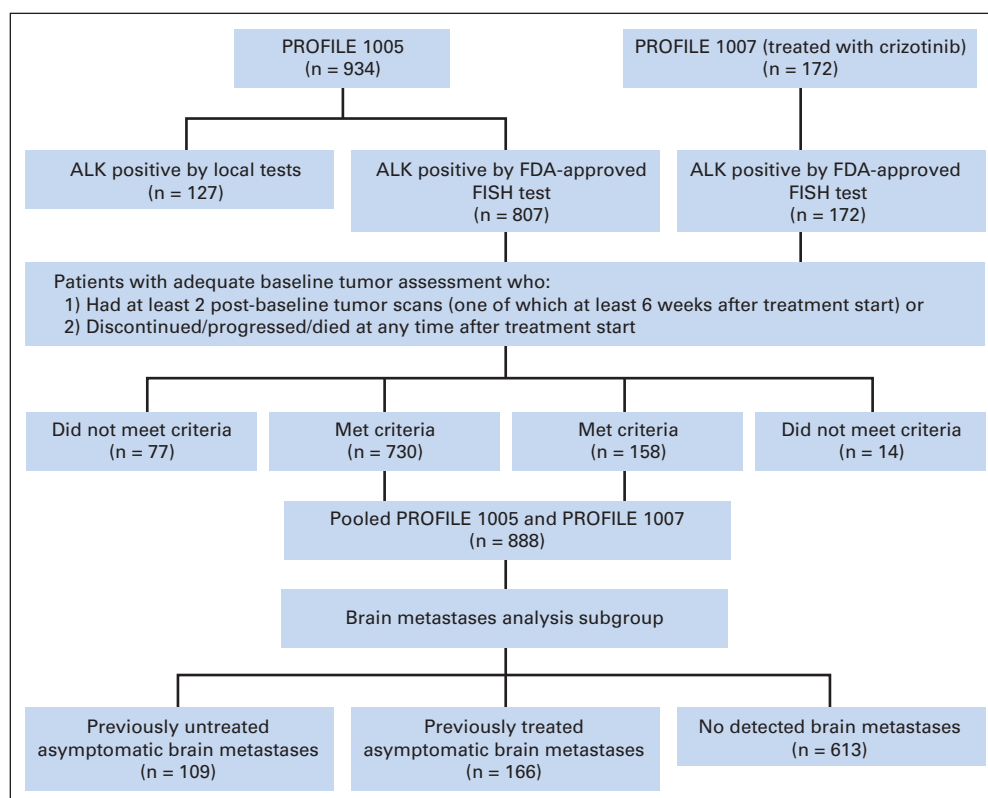 PROFILE 1005
(n = 934)
PROFILE 1007 (treated with crizotinib)
(n = 172)
ALK positive by local tests
(n = 127)
ALK positive by FDA-approved
FISH test
(n = 807)
ALK positive by FDA-approved
FISH test
(n = 172)
Patients with adequate baseline tumor assessment who:
1) Had at least 2 post-baseline tumor scans (one of which at least 6 weeks after treatment start) or
2) Discontinued/progressed/died at any time after treatment start
Did not meet criteria
(n = 77)
Met criteria
(n = 730)
Met criteria
(n = 158)
Did not meet criteria
(n = 14)
Pooled PROFILE 1005 and PROFILE 1007
(n = 888)
Brain metastases analysis subgroup
Previously untreated
asymptomatic brain metastases
(n = 109)
Previously treated
asymptomatic brain metastases
(n = 166)
No detected brain metastases
(n = 613)